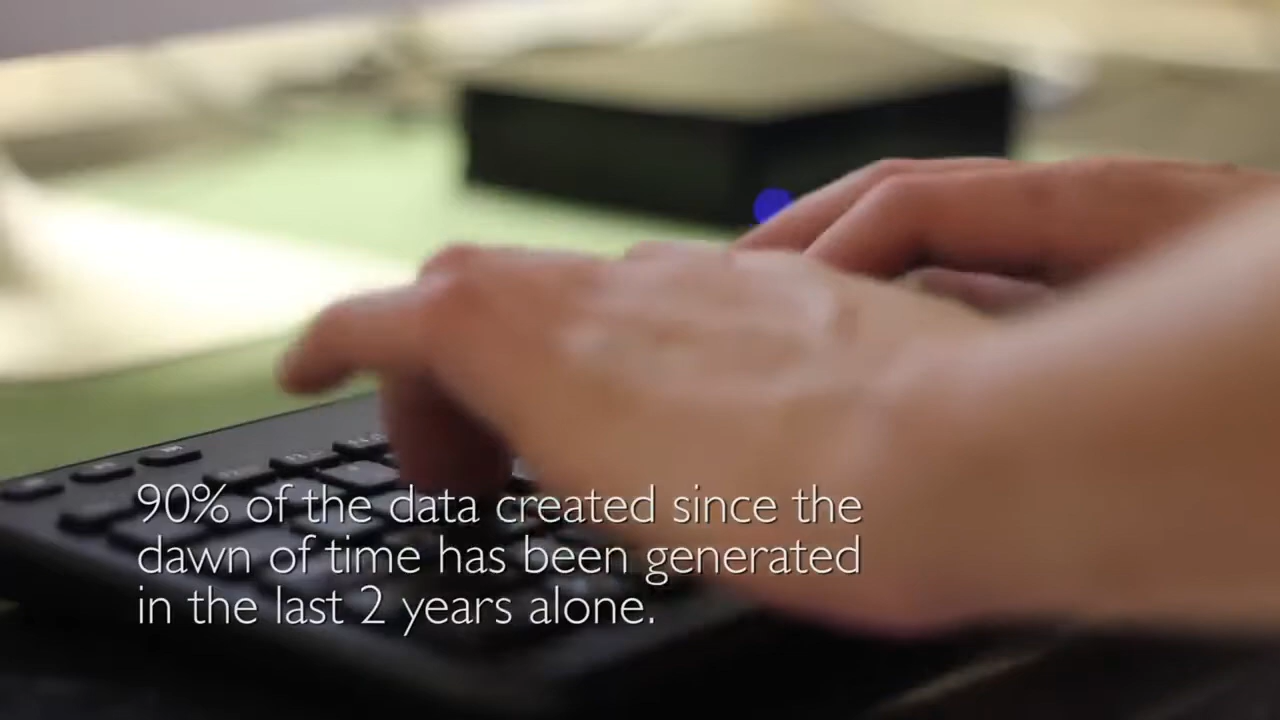 90% of the data created since the
dawn of time has been generated
in the last 2 years alone.